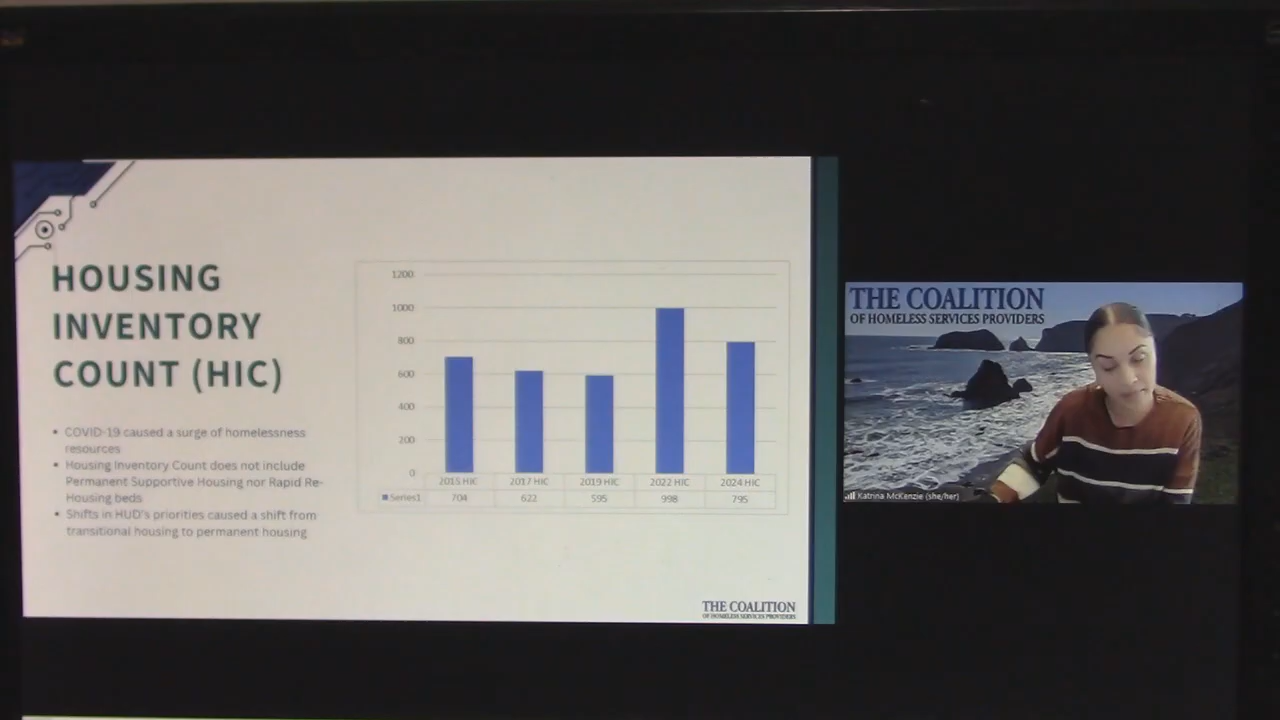 HOUSING
INVENTORY
COUNT (HIC)
• COVID-19 caused a surge of homelessness
resources
• Housing Inventory Count does not include
Permanent Supportive Housing nor Rapid Re-
Housing beds
• Shifts in HUD's priorities caused a shift from
transitional housing to permanent housing
1200
1000
800
600
400
200
0
2015 HIC 2017 HIC 2019 HIC 2022 HIC 2024 HIC
Series1 704 622 595 998 795
THE COALITION
OF HOMELESS SERVICES PROVIDERS
THE COALITION
OF HOMELESS SERVICES PROVIDERS
Katrina McKenzie (she/her)